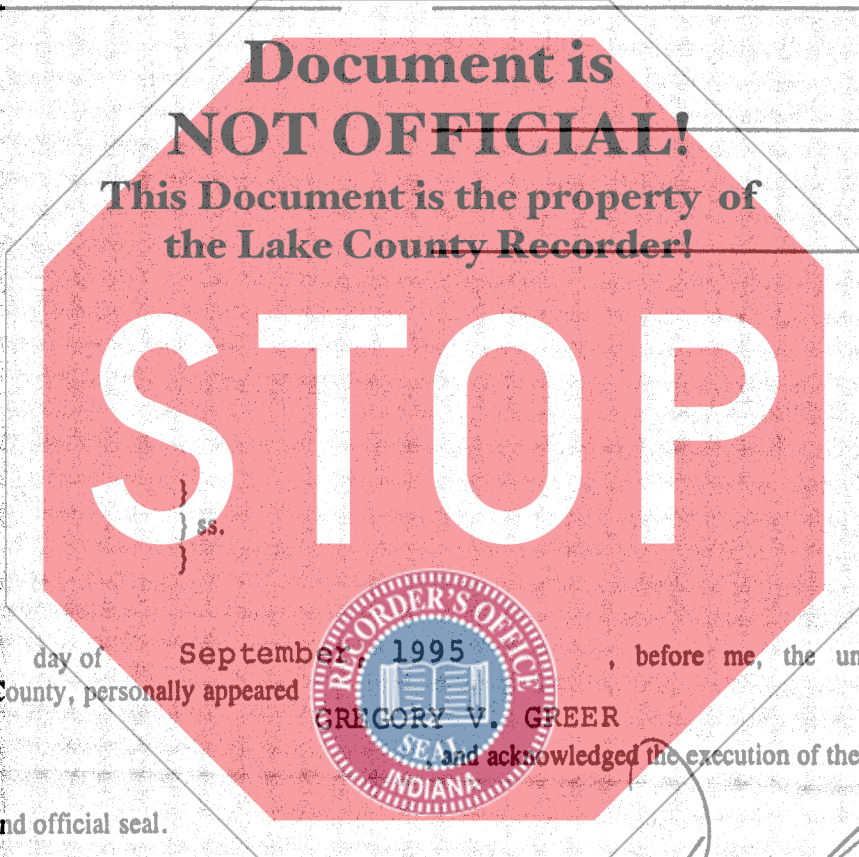 Document is
NOT OFFICIAL!
This Document is the property of
the Lake County Recorder!
STOP
}
} ss.
}
RECORDER'S OFFICE
SEAL
INDIANA
day of September, 1995 , before me, the un
County, personally appeared
GREGORY V. GREER
, and acknowledged the execution of the
nd official seal.